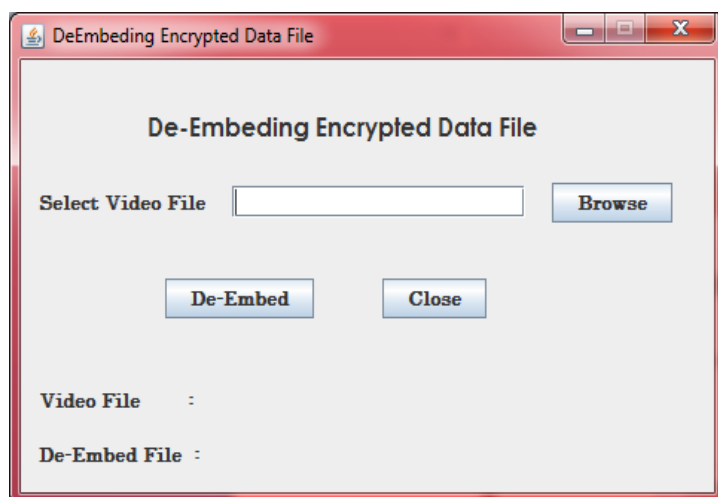 DeEmbeding Encrypted Data File
De-Embeding Encrypted Data File
Select Video File Browse
De-Embed Close
Video File :
De-Embed File :